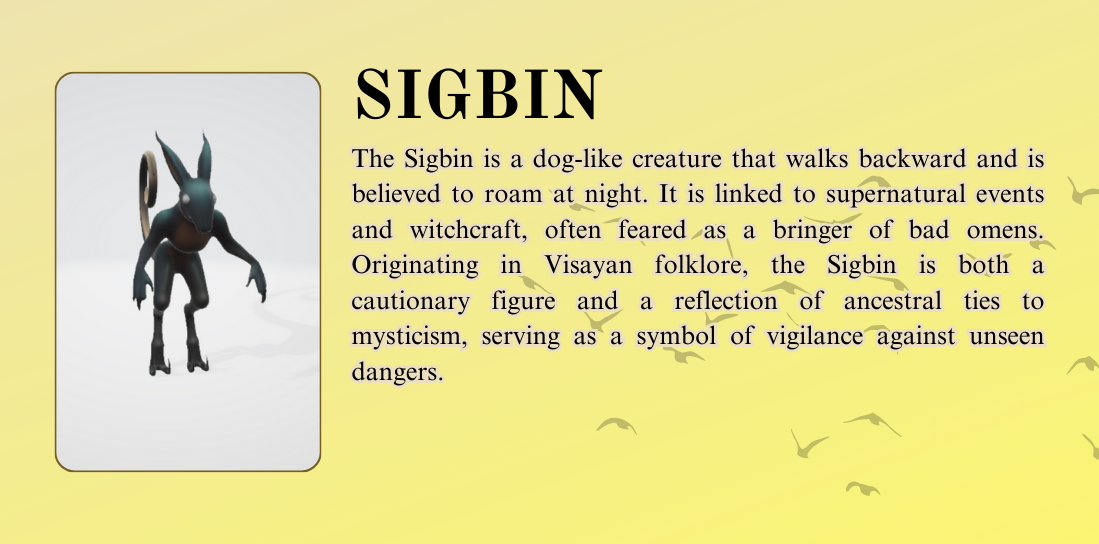 SIGBIN
The Sigbin is a dog-like creature that walks backward and is
believed to roam at night. It is linked to supernatural events
and witchcraft, often feared as a bringer of bad omens.
Originating in Visayan folklore, the Sigbin is both a
cautionary figure and a reflection of ancestral ties to
mysticism, serving as a symbol of vigilance against unseen
dangers.